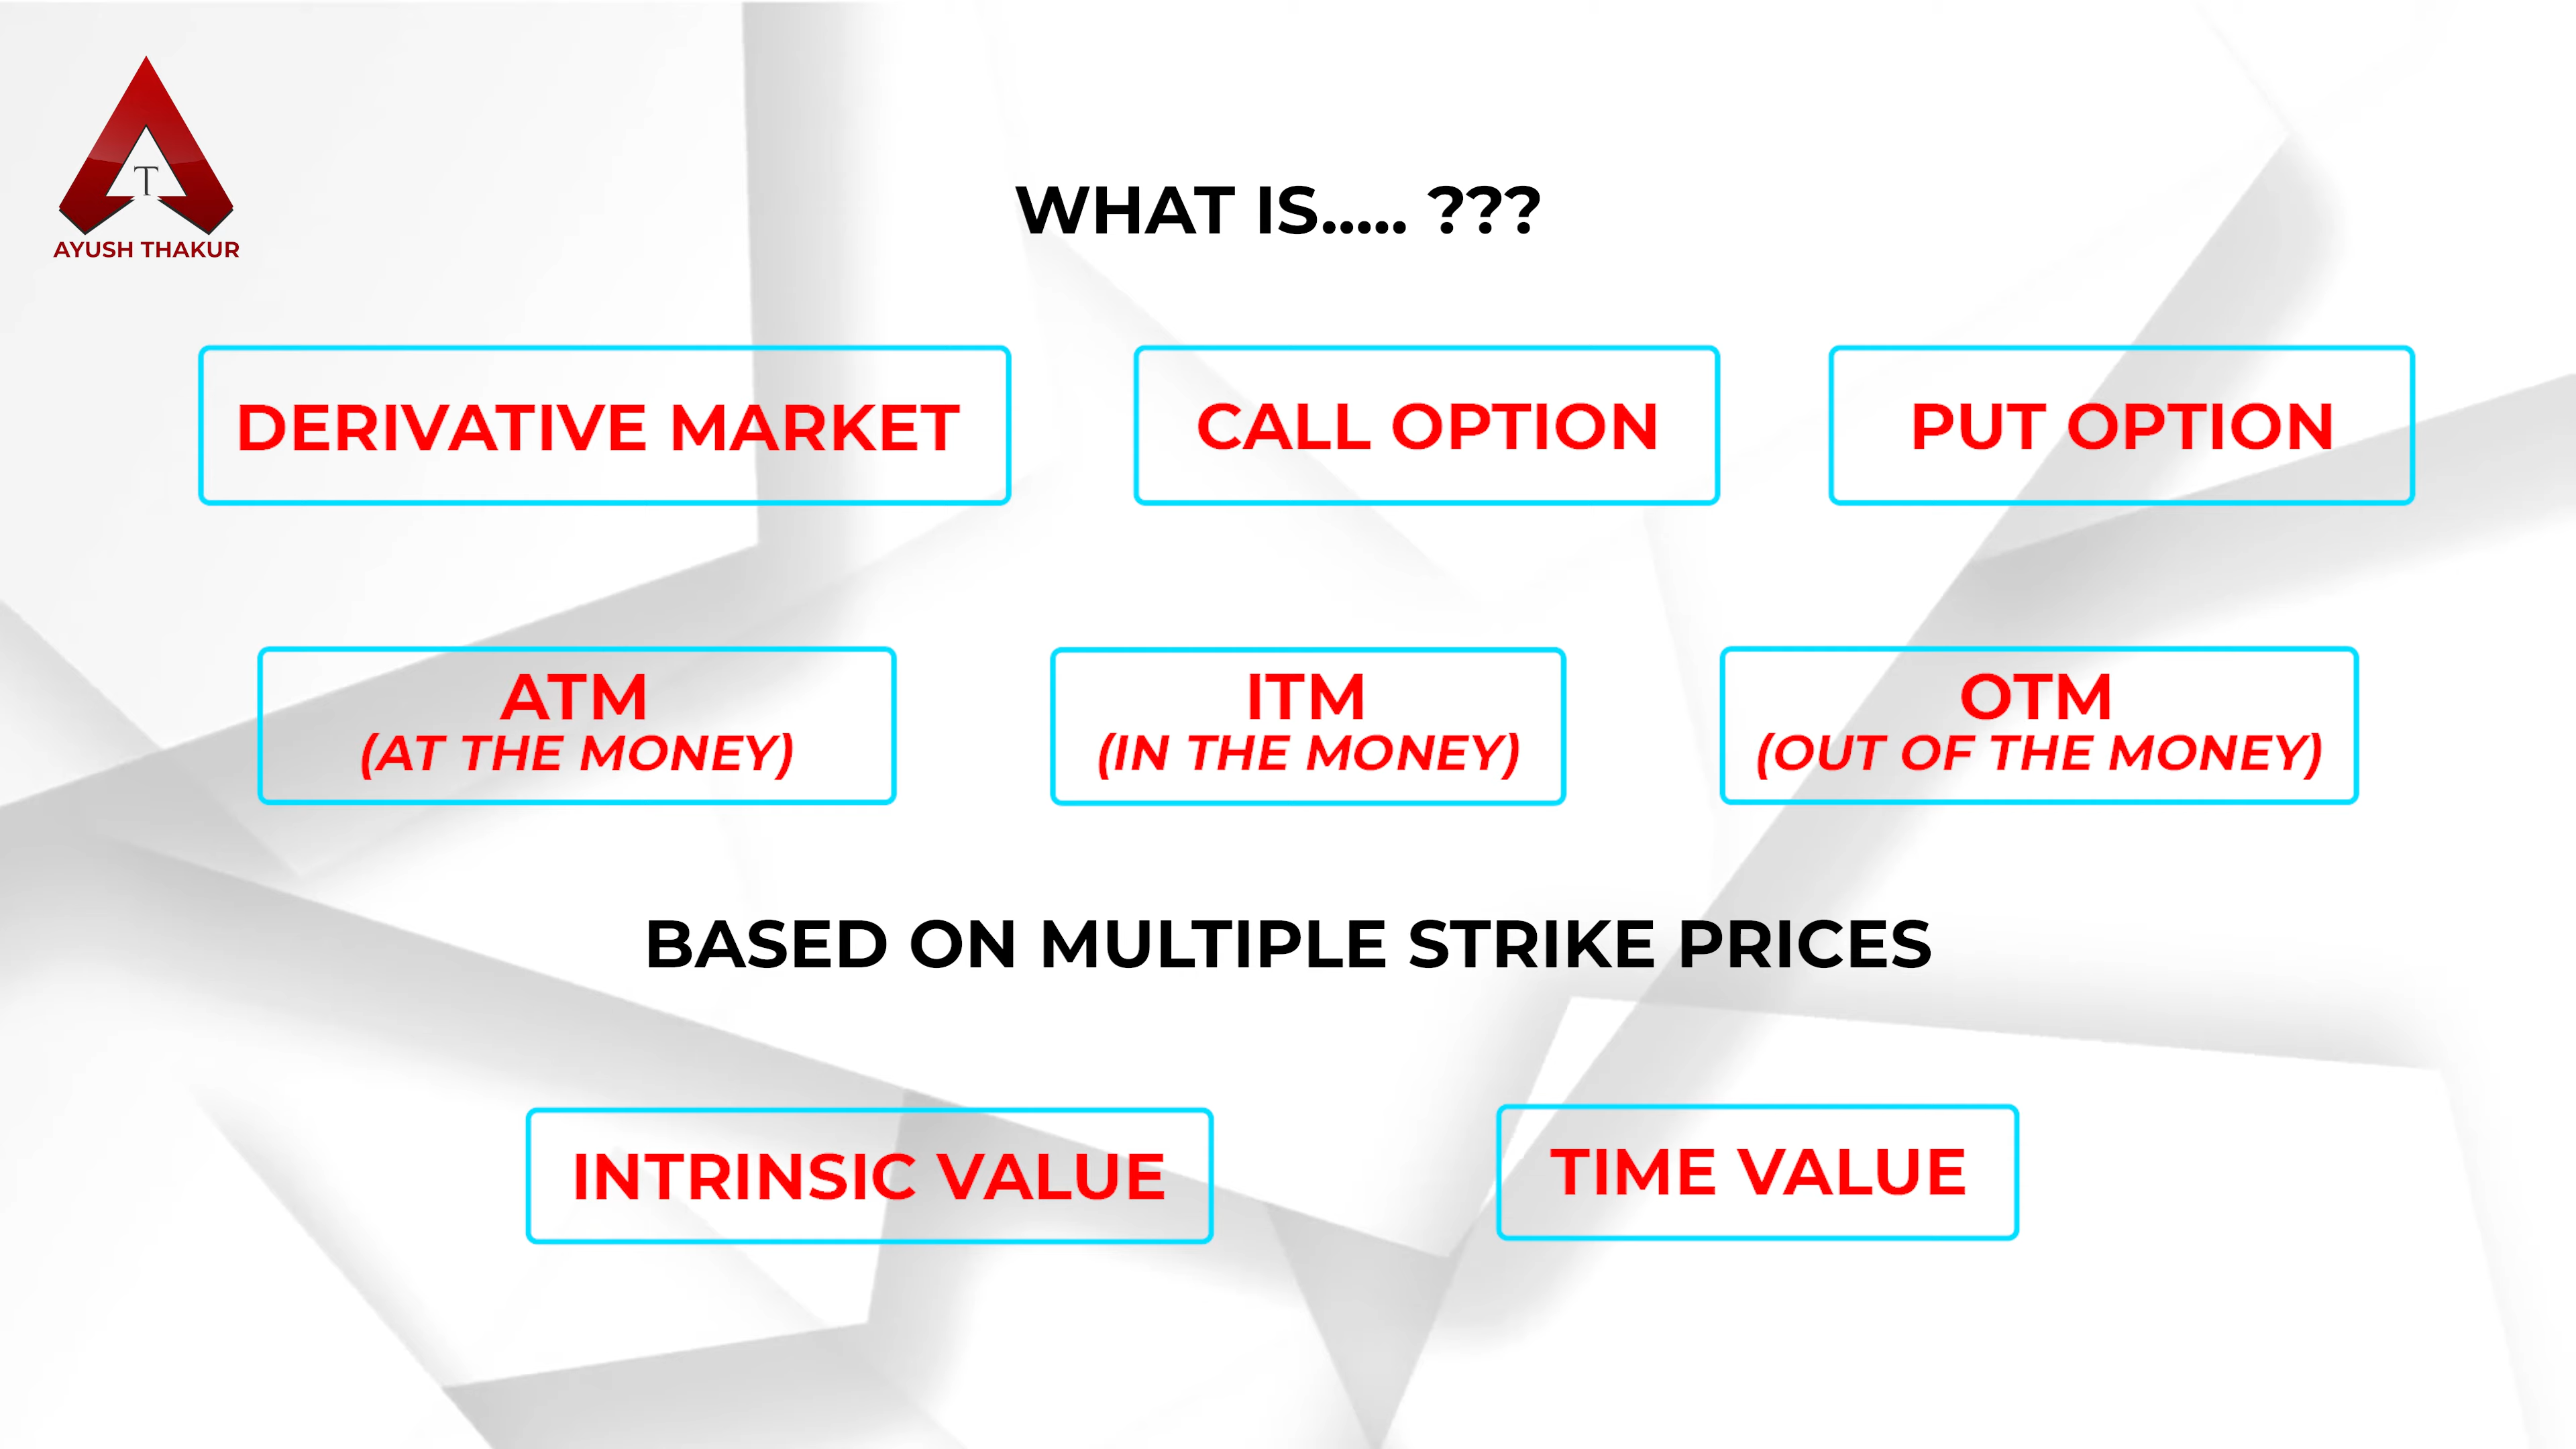 T
AYUSH THAKUR
WHAT IS..... ???
DERIVATIVE MARKET
CALL OPTION
PUT OPTION
ATM
(AT THE MONEY)
ITM
(IN THE MONEY)
OTM
(OUT OF THE MONEY)
BASED ON MULTIPLE STRIKE PRICES
INTRINSIC VALUE
TIME VALUE